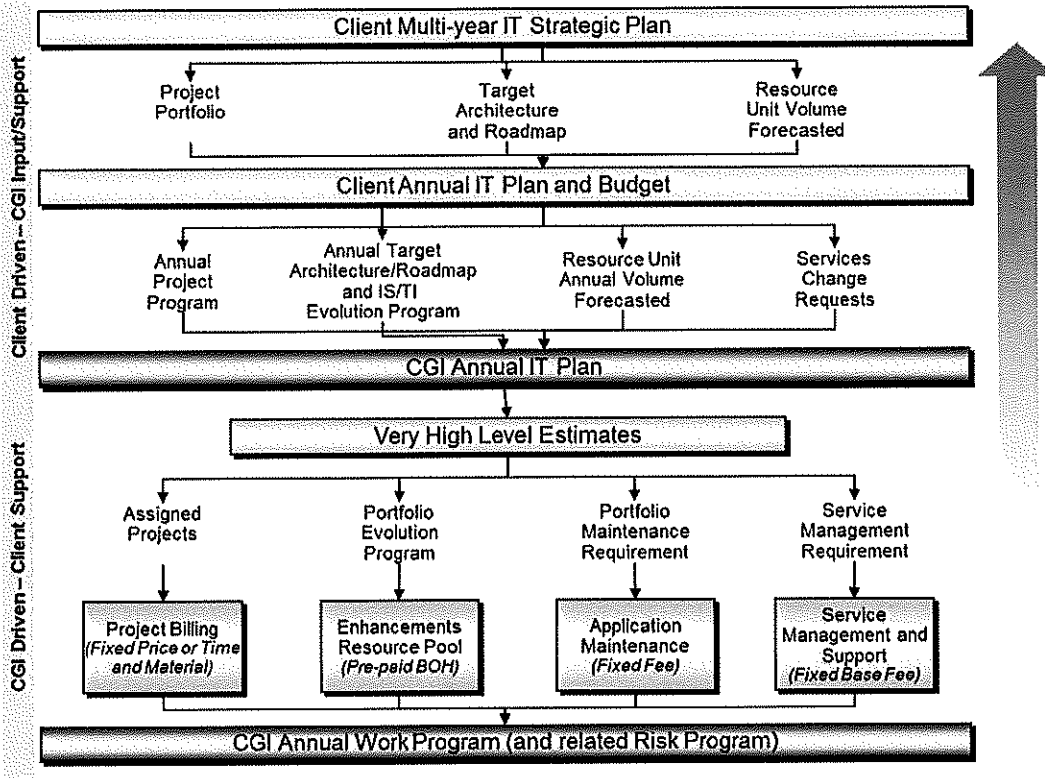 Client Multi-year IT Strategic Plan
Project
Portfolio
Target
Architecture
and Roadmap
Resource
Unit Volume
Forecasted
Client Annual IT Plan and Budget
Annual
Project
Program
Annual Target
Architecture/Roadmap
and IS/TI
Evolution Program
Resource Unit
Annual Volume
Forecasted
Services
Change
Requests
Client Driven – CGI Input/Support
CGI Annual IT Plan
Very High Level Estimates
Assigned
Projects
Portfolio
Evolution
Program
Portfolio
Maintenance
Requirement
Service
Management
Requirement
Project Billing
(Fixed Price or Time
and Material)
Enhancements
Resource Pool
(Pre-paid BOH)
Application
Maintenance
(Fixed Fee)
Service
Management and
Support
(Fixed Base Fee)
CGI Driven – Client Support
CGI Annual Work Program (and related Risk Program)